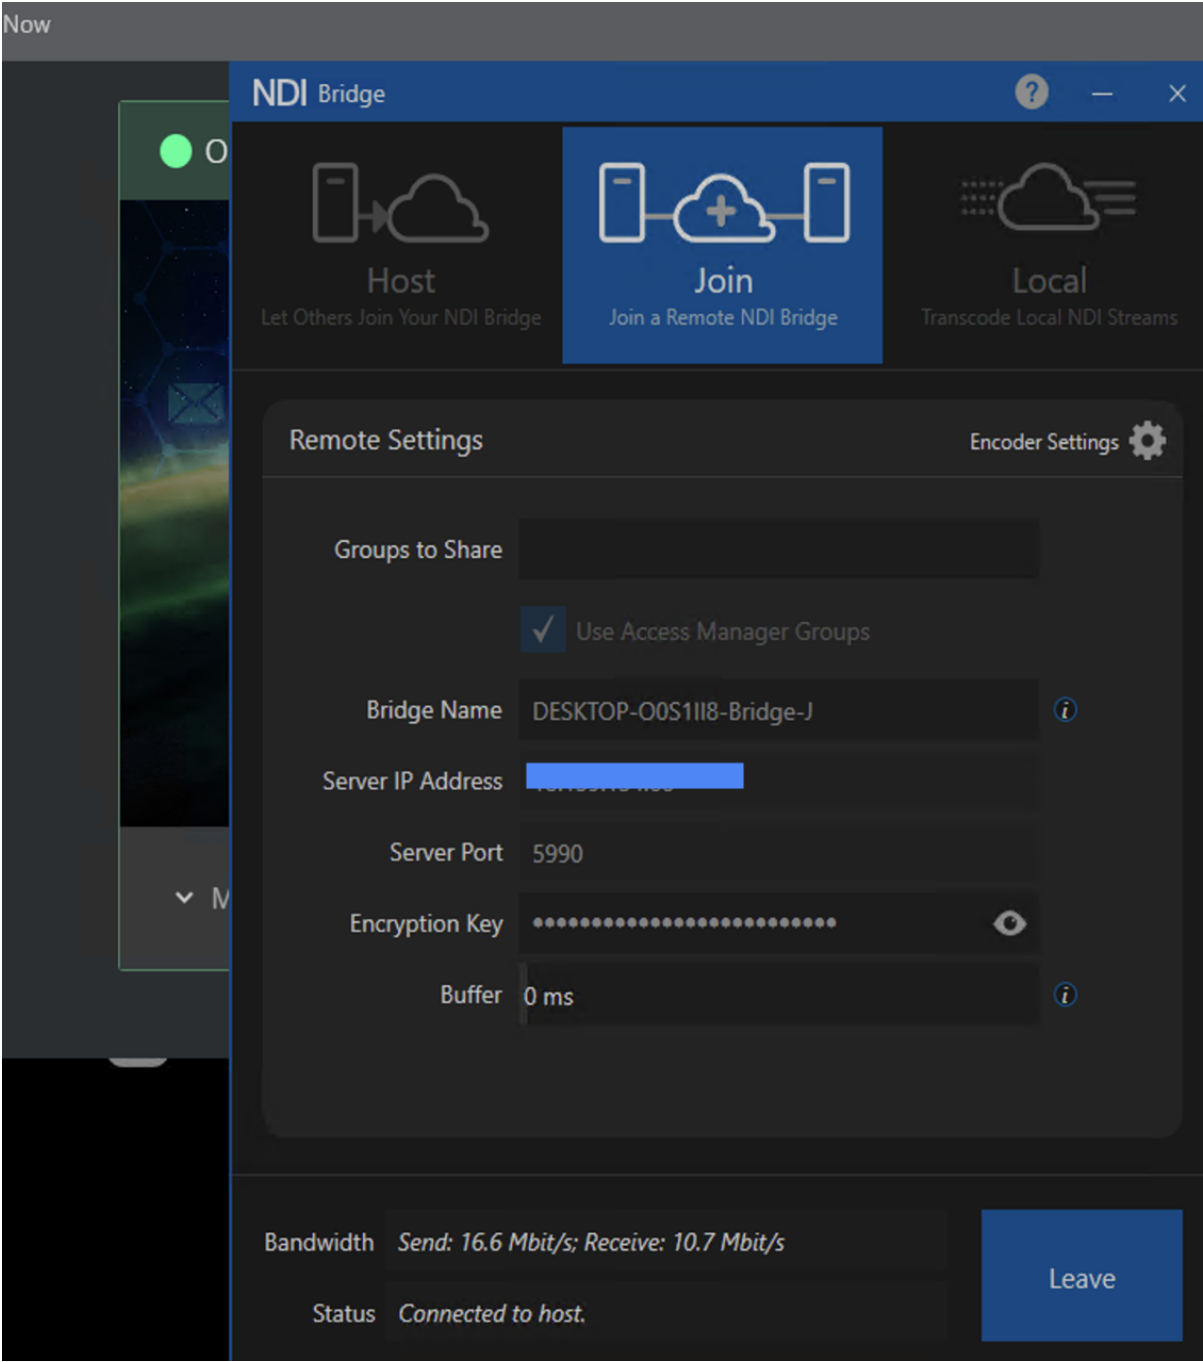 Now
NDI Bridge
?
O
Host
Let Others Join Your NDI Bridge
Join
Join a Remote NDI Bridge
Local
Transcode Local NDI Streams
Remote Settings
Encoder Settings
Groups to Share
Use Access Manager Groups
Bridge Name DESKTOP-O0S1II8-Bridge-J
Server IP Address
Server Port 5990
M
Encryption Key ••••••••••••••••••••••••••
Buffer 0 ms
Bandwidth Send: 16.6 Mbit/s; Receive: 10.7 Mbit/s
Leave
Status Connected to host.